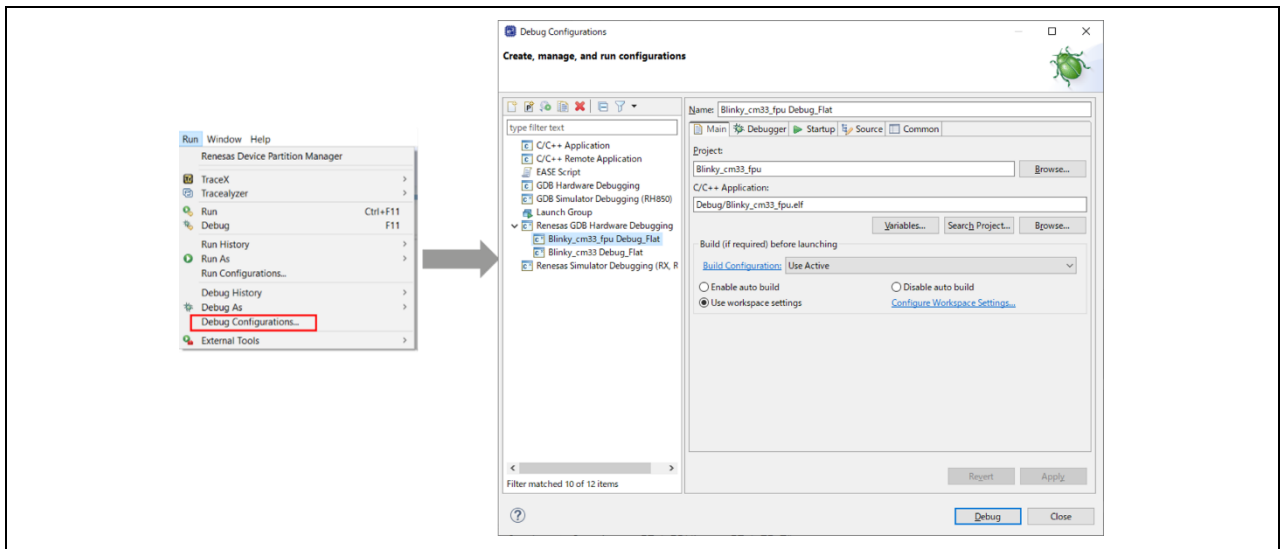 Run Window Help
Renesas Device Partition Manager
TraceX
Tracealyzer
Run Ctrl+F11
Debug F11
Run History
Run As
Run Configurations...
Debug History
Debug As
Debug Configurations...
External Tools
Debug Configurations
Create, manage, and run configurations
type filter text
C/C++ Application
C/C++ Remote Application
EASE Script
GDB Hardware Debugging
GDB Simulator Debugging (RH850)
Launch Group
Renesas GDB Hardware Debugging
Blinky_cm33_fpu Debug_Flat
Blinky_cm33 Debug_Flat
Renesas Simulator Debugging (RX, R
Filter matched 10 of 12 items
Name: Blinky_cm33_fpu Debug_Flat
Main Debugger Startup Source Common
Project:
Blinky_cm33_fpu Browse...
C/C++ Application:
Debug/Blinky_cm33_fpu.elf
Variables... Search Project... Browse...
Build (if required) before launching
Build Configuration: Use Active
Enable auto build Disable auto build
Use workspace settings Configure Workspace Settings...
Revert Apply
Debug Close